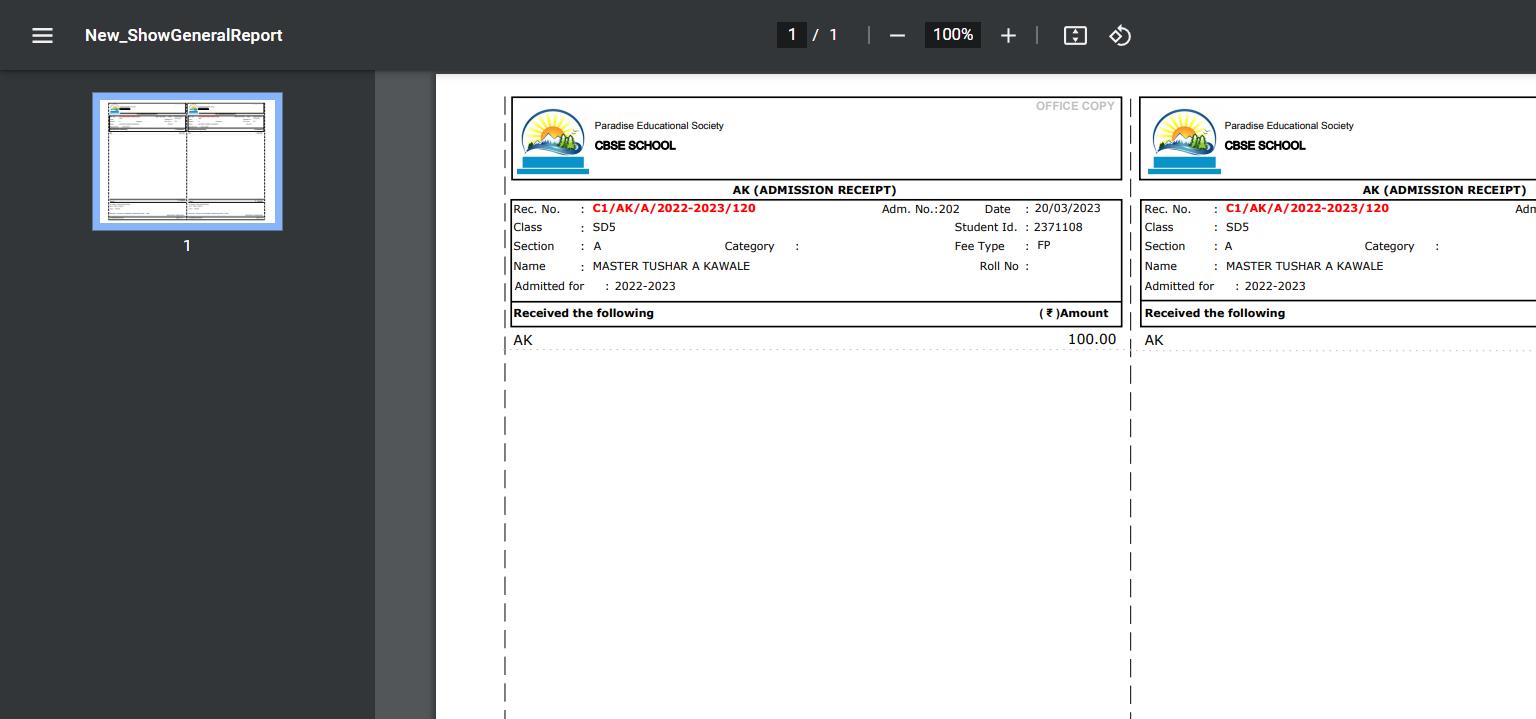 New_ShowGeneralReport
1 / 1
100%
1
OFFICE COPY
Paradise Educational Society
CBSE SCHOOL
AK (ADMISSION RECEIPT)
Rec. No. : C1/AK/A/2022-2023/120 Adm. No.:202 Date : 20/03/2023
Class : SD5 Student Id. : 2371108
Section : A Category : Fee Type : FP
Name : MASTER TUSHAR A KAWALE Roll No :
Admitted for : 2022-2023
Received the following (₹)Amount
AK 100.00
Paradise Educational Society
CBSE SCHOOL
AK (ADMISSION RECEIPT)
Rec. No. : C1/AK/A/2022-2023/120 Adm
Class : SD5
Section : A Category :
Name : MASTER TUSHAR A KAWALE
Admitted for : 2022-2023
Received the following
AK